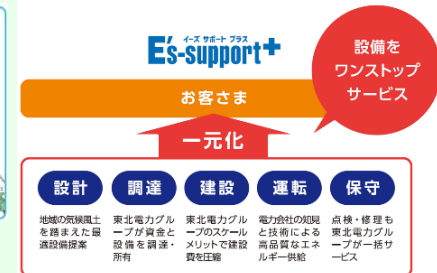 イーズ サポート プラス
E's-support+
設備を
ワンストップ
サービス
お客さま
一元化
設計
地域の気候風土
を踏まえた最
適設備提案
調達
東北電力グル
ープが資金と
設備を調達・
所有
建設
東北電力グル
ープのスケール
メリットで建設
費を圧縮
運転
電力会社の知見
と技術による
高品質なエネ
ルギー供給
保守
点検・修理も
東北電力グル
ープが一括サ
ービス